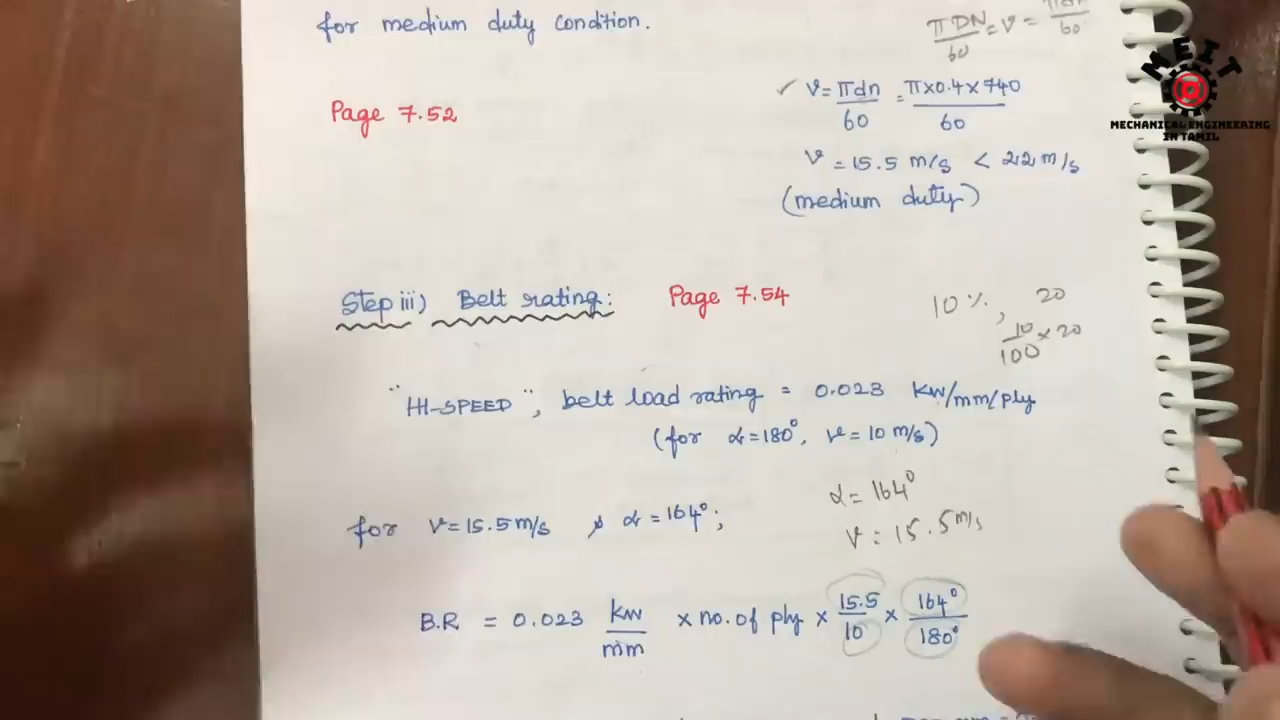 for medium duty condition.
πDN/60 = V = πdn/60
Page 7.52
V = πdn/60 = π×0.4×740/60
V = 15.5 m/s < 22 m/s
(medium duty)
MEIT
MECHANICAL ENGINEERING
IN TAMIL
Step iii) Belt rating: Page 7.54
10 %, 20
10/100 × 20
"HI-SPEED", belt load rating = 0.023 KW/mm/ply
(for α=180°, V=10 m/s)
α = 164°
for V=15.5 m/s, α=164°;
V = 15.5 m/s
B.R = 0.023 KW/mm × no. of ply × 15.5/10 × 164°/180°